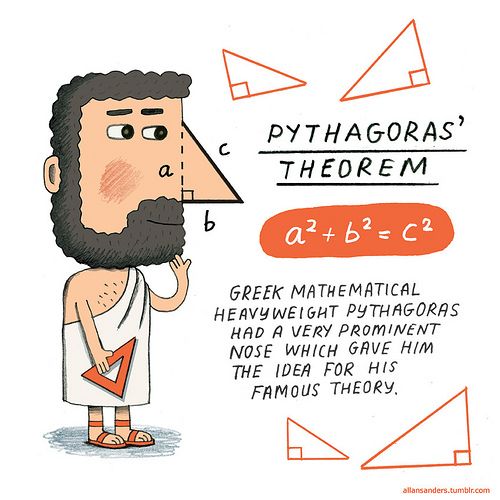 PYTHAGORAS'
THEOREM
a² + b² = c²
a
c
b
GREEK MATHEMATICAL
HEAVYWEIGHT PYTHAGORAS
HAD A VERY PROMINENT
NOSE WHICH GAVE HIM
THE IDEA FOR HIS
FAMOUS THEORY.
allansanders.tumblr.com